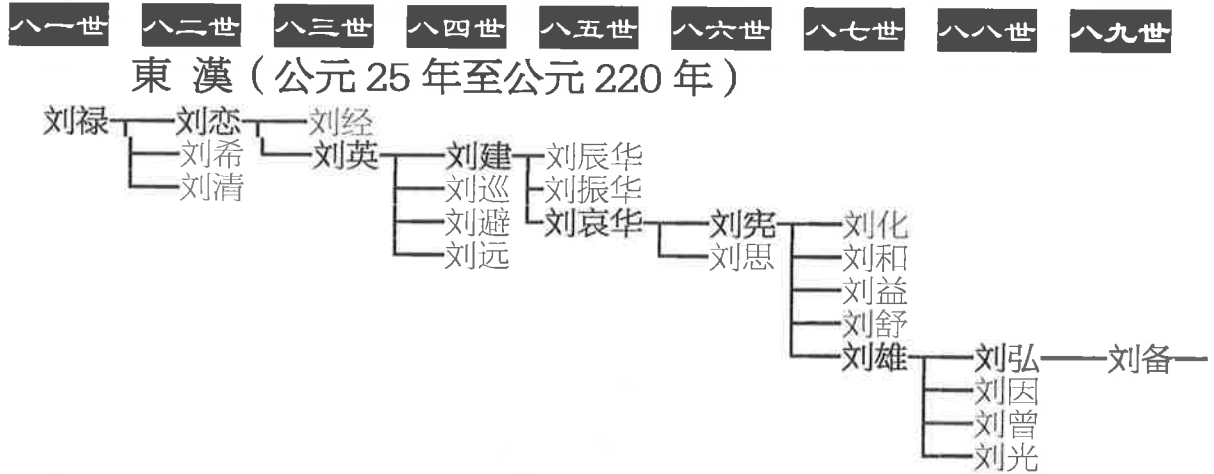 八一世 八二世 八三世 八四世 八五世 八六世 八七世 八八世 八九世
東 漢（公元 25 年至公元 220 年）
刘禄 刘恋 刘经
刘希 刘英 刘建 刘辰华
刘清 刘巡 刘振华
刘避 刘哀华 刘宪 刘化
刘远 刘思 刘和
刘益
刘舒
刘雄 刘弘 刘备
刘因
刘曾
刘光